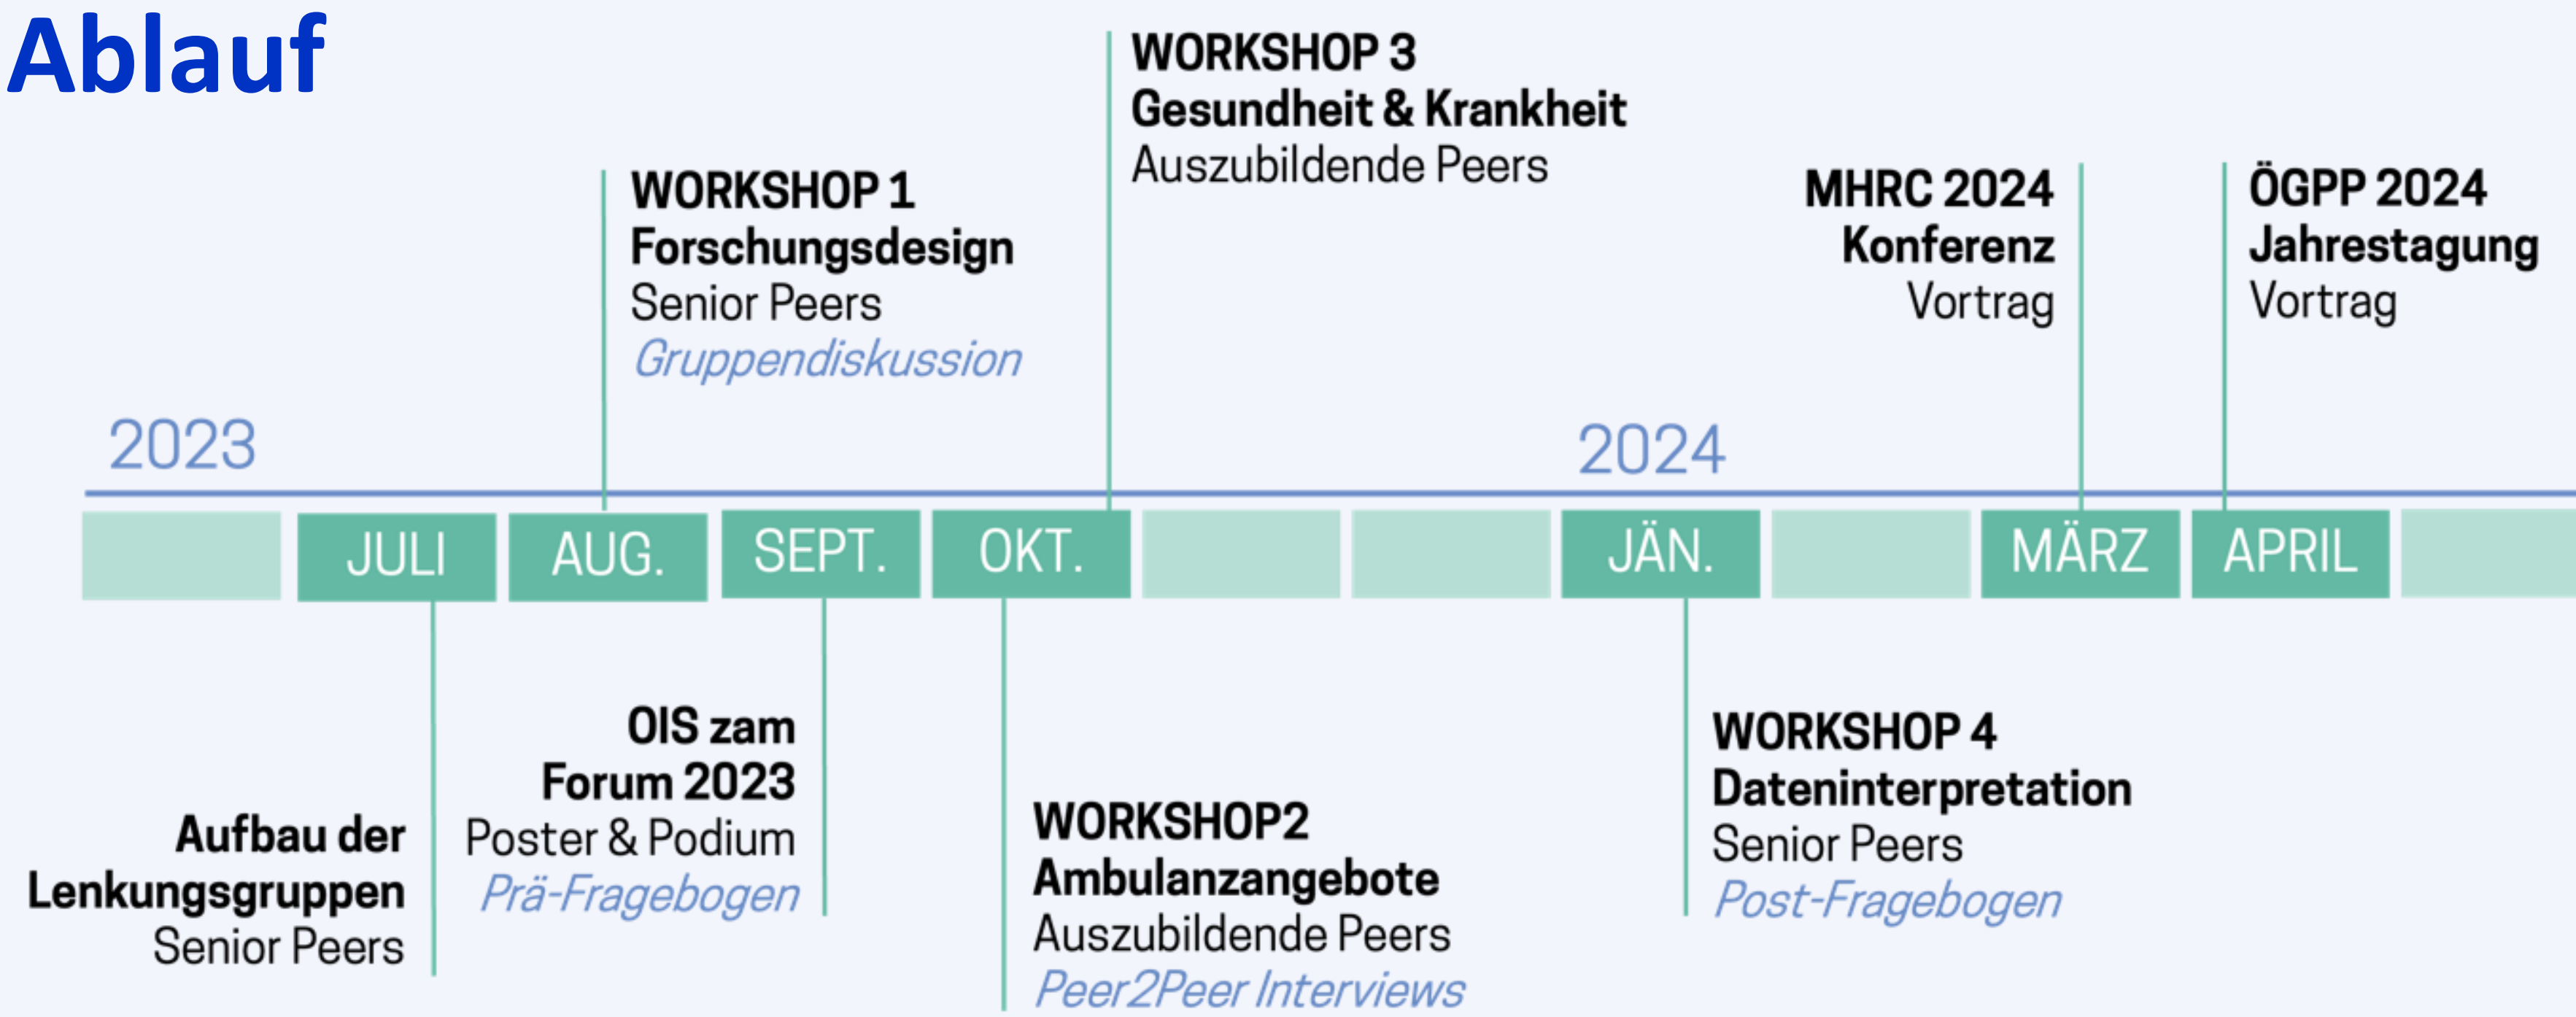 Ablauf
WORKSHOP 3
Gesundheit & Krankheit
Auszubildende Peers
WORKSHOP 1
Forschungsdesign
Senior Peers
Gruppendiskussion
MHRC 2024
Konferenz
Vortrag
ÖGPP 2024
Jahrestagung
Vortrag
2023
2024
JULI
AUG.
SEPT.
OKT.
JÄN.
MÄRZ
APRIL
Aufbau der
Lenkungsgruppen
Senior Peers
OIS zam
Forum 2023
Poster & Podium
Prä-Fragebogen
WORKSHOP2
Ambulanzangebote
Auszubildende Peers
Peer2Peer Interviews
WORKSHOP 4
Dateninterpretation
Senior Peers
Post-Fragebogen